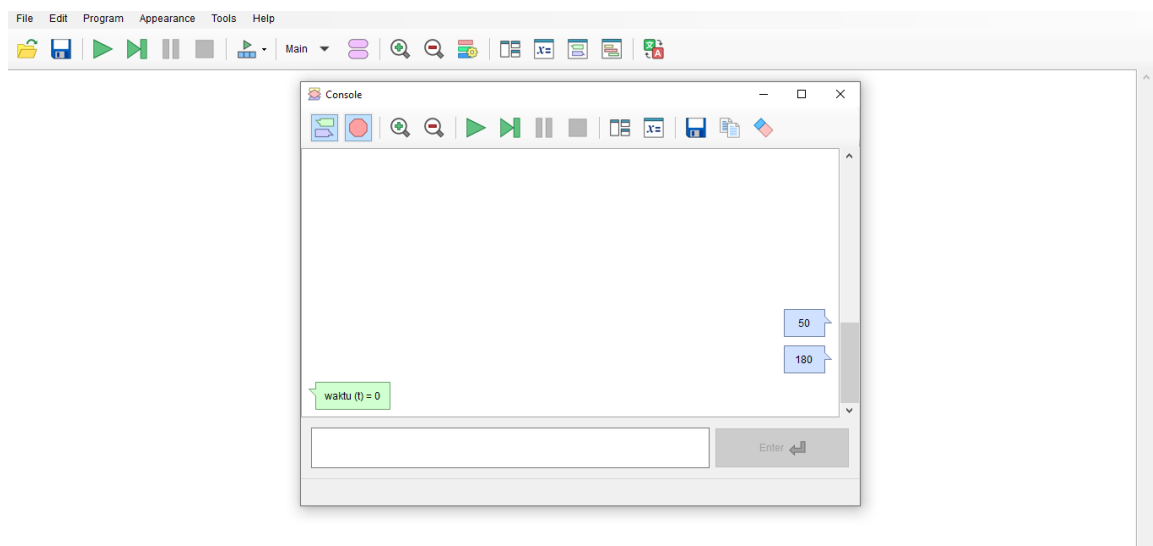 File Edit Program Appearance Tools Help
Main
Console
50
180
waktu (t) = 0
Enter